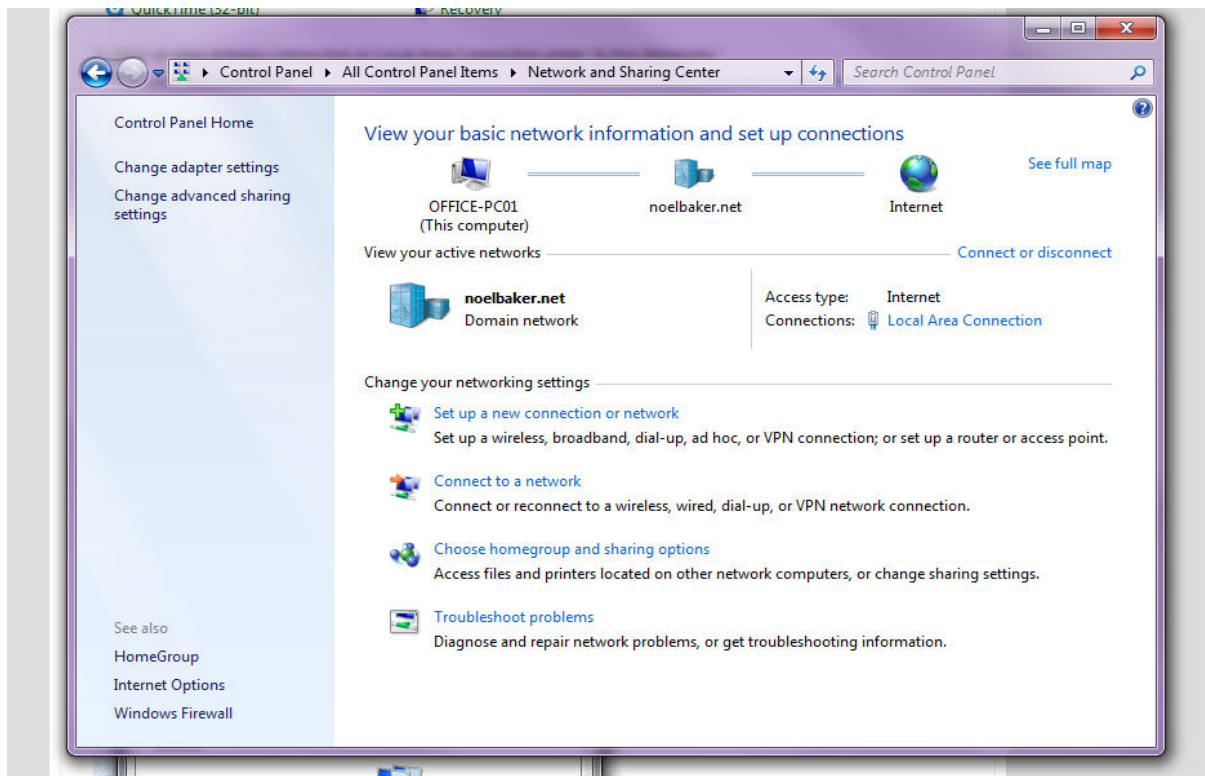 QuickTime (32-bit) Recovery
Control Panel All Control Panel Items Network and Sharing Center Search Control Panel
Control Panel Home
Change adapter settings
Change advanced sharing
settings
See also
HomeGroup
Internet Options
Windows Firewall
View your basic network information and set up connections
See full map
OFFICE-PC01
(This computer)
noelbaker.net
Internet
View your active networks Connect or disconnect
noelbaker.net
Domain network
Access type: Internet
Connections: Local Area Connection
Change your networking settings
Set up a new connection or network
Set up a wireless, broadband, dial-up, ad hoc, or VPN connection; or set up a router or access point.
Connect to a network
Connect or reconnect to a wireless, wired, dial-up, or VPN network connection.
Choose homegroup and sharing options
Access files and printers located on other network computers, or change sharing settings.
Troubleshoot problems
Diagnose and repair network problems, or get troubleshooting information.